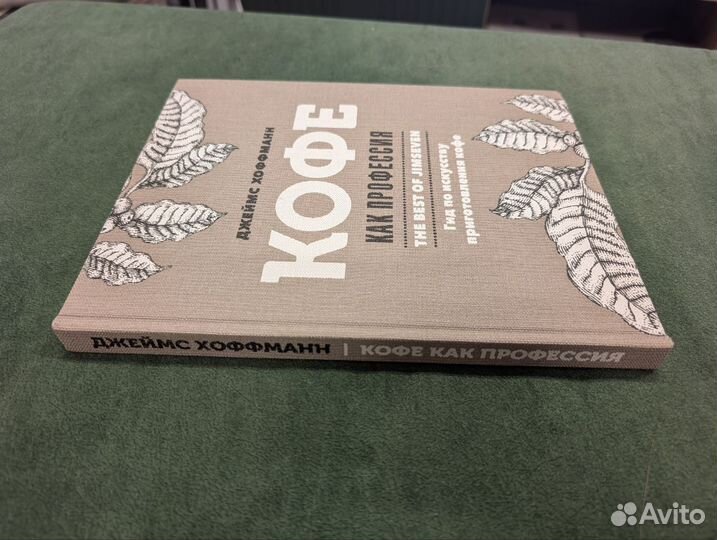 ДЖЕЙМС ХОФФМАНН
КОФЕ
КАК ПРОФЕССИЯ
THE BEST OF JIMSEVEN
Гид по искусству
приготовления кофе
ДЖЕЙМС ХОФФМАНН | КОФЕ КАК ПРОФЕССИЯ
Avito